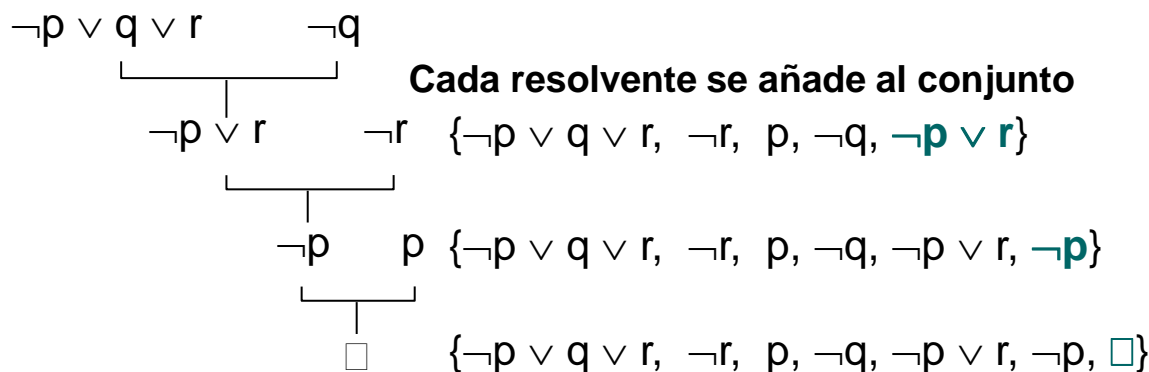 ¬p ∨ q ∨ r ¬q
Cada resolvente se añade al conjunto
¬p ∨ r ¬r {¬p ∨ q ∨ r, ¬r, p, ¬q, ¬p ∨ r}
¬p p {¬p ∨ q ∨ r, ¬r, p, ¬q, ¬p ∨ r, ¬p}
□ {¬p ∨ q ∨ r, ¬r, p, ¬q, ¬p ∨ r, ¬p, □}